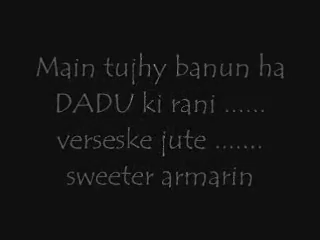 Main tujhy banun ha
DADU ki rani ......
verseske jute .......
sweeter armarin